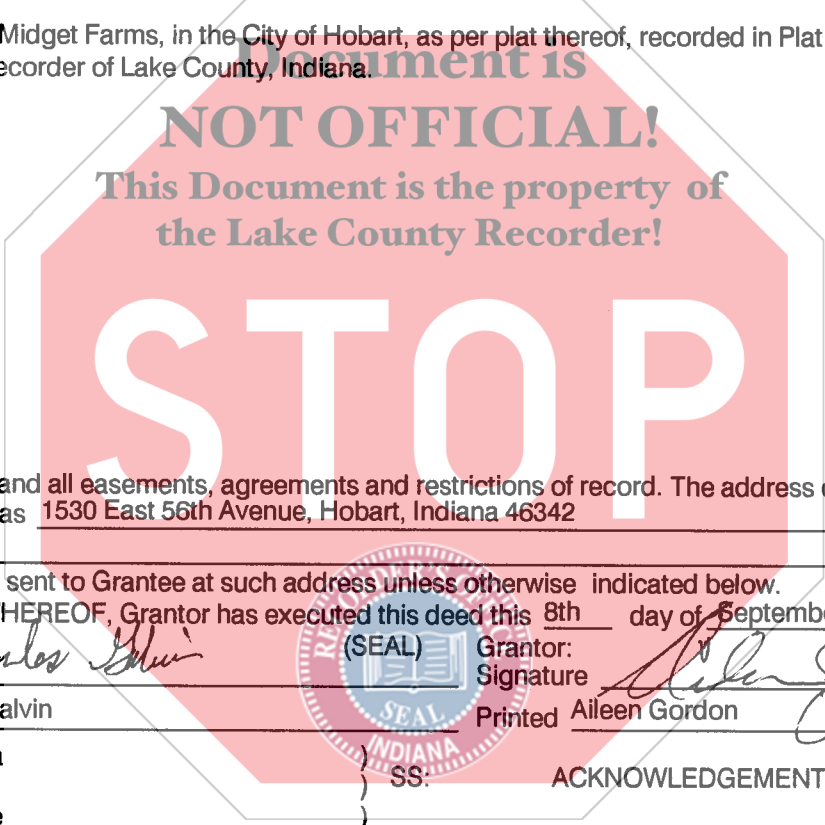 Midget Farms, in the City of Hobart, as per plat thereof, recorded in Plat
ecorder of Lake County, Indiana.
Document is
NOT OFFICIAL!
This Document is the property of
the Lake County Recorder!
STOP
and all easements, agreements and restrictions of record. The address
as 1530 East 56th Avenue, Hobart, Indiana 46342
sent to Grantee at such address unless otherwise indicated below.
HEREOF, Grantor has executed this deed this 8th day of Septemb
(SEAL) Grantor:
Signature
alvin Printed Aileen Gordon
RECORDER'S OFFICE
SEAL
INDIANA
SS: ACKNOWLEDGEMENT